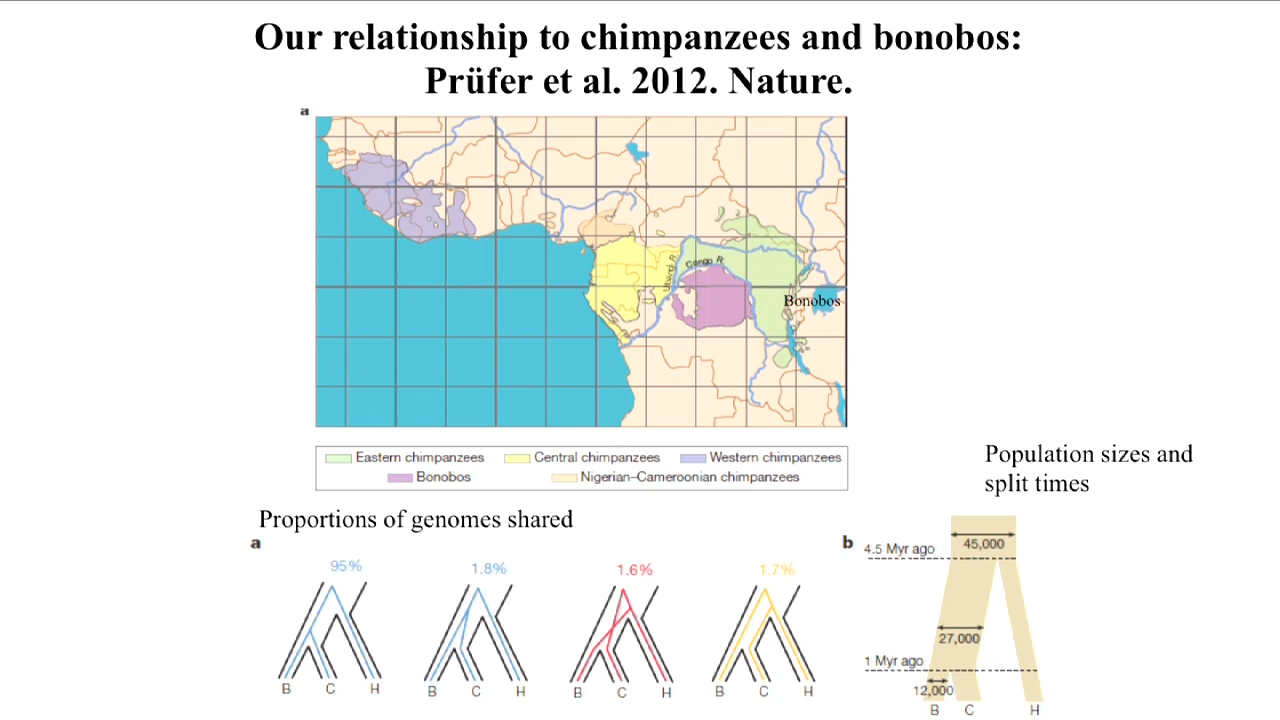 Our relationship to chimpanzees and bonobos:
Prüfer et al. 2012. Nature.
a
Ubangi R.
Congo R.
Bonobos
Eastern chimpanzees
Central chimpanzees
Western chimpanzees
Bonobos
Nigerian–Cameroonian chimpanzees
Population sizes and
split times
Proportions of genomes shared
a
95%
1.8%
1.6%
1.7%
B C H
B C H
B C H
B C H
b
4.5 Myr ago
45,000
27,000
1 Myr ago
12,000
B C H